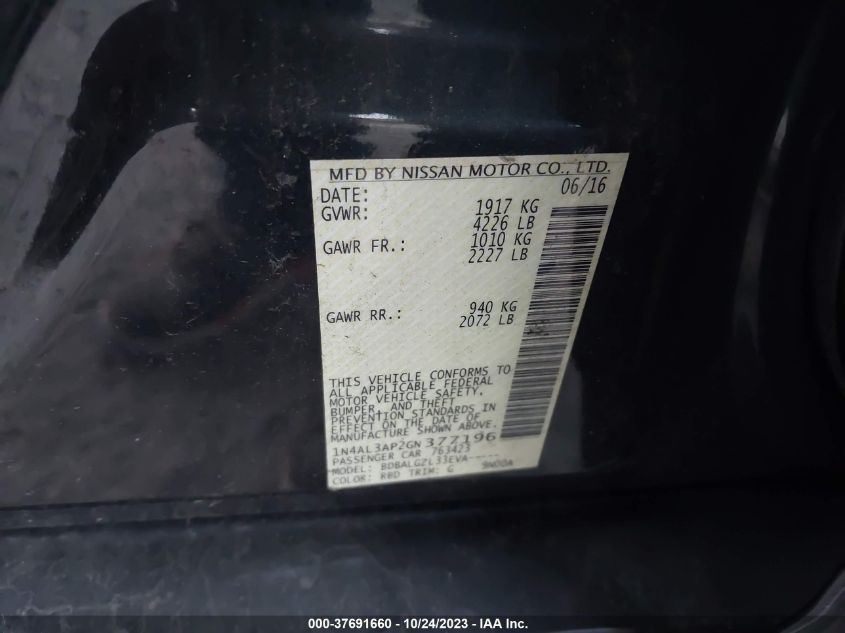 MFD BY NISSAN MOTOR CO., LTD.
DATE: 06/16
GVWR: 1917 KG
4226 LB
GAWR FR.: 1010 KG
2227 LB
GAWR RR.: 940 KG
2072 LB
THIS VEHICLE CONFORMS TO
ALL APPLICABLE FEDERAL
MOTOR VEHICLE SAFETY,
BUMPER, AND THEFT
PREVENTION STANDARDS IN
EFFECT ON THE DATE OF
MANUFACTURE SHOWN ABOVE.
1N4AL3AP2GN377196
PASSENGER CAR 763423
MODEL: BDBALGZL33EVA-----
COLOR: RBD TRIM: G 9N00A
000-37691660 - 10/24/2023 - IAA Inc.